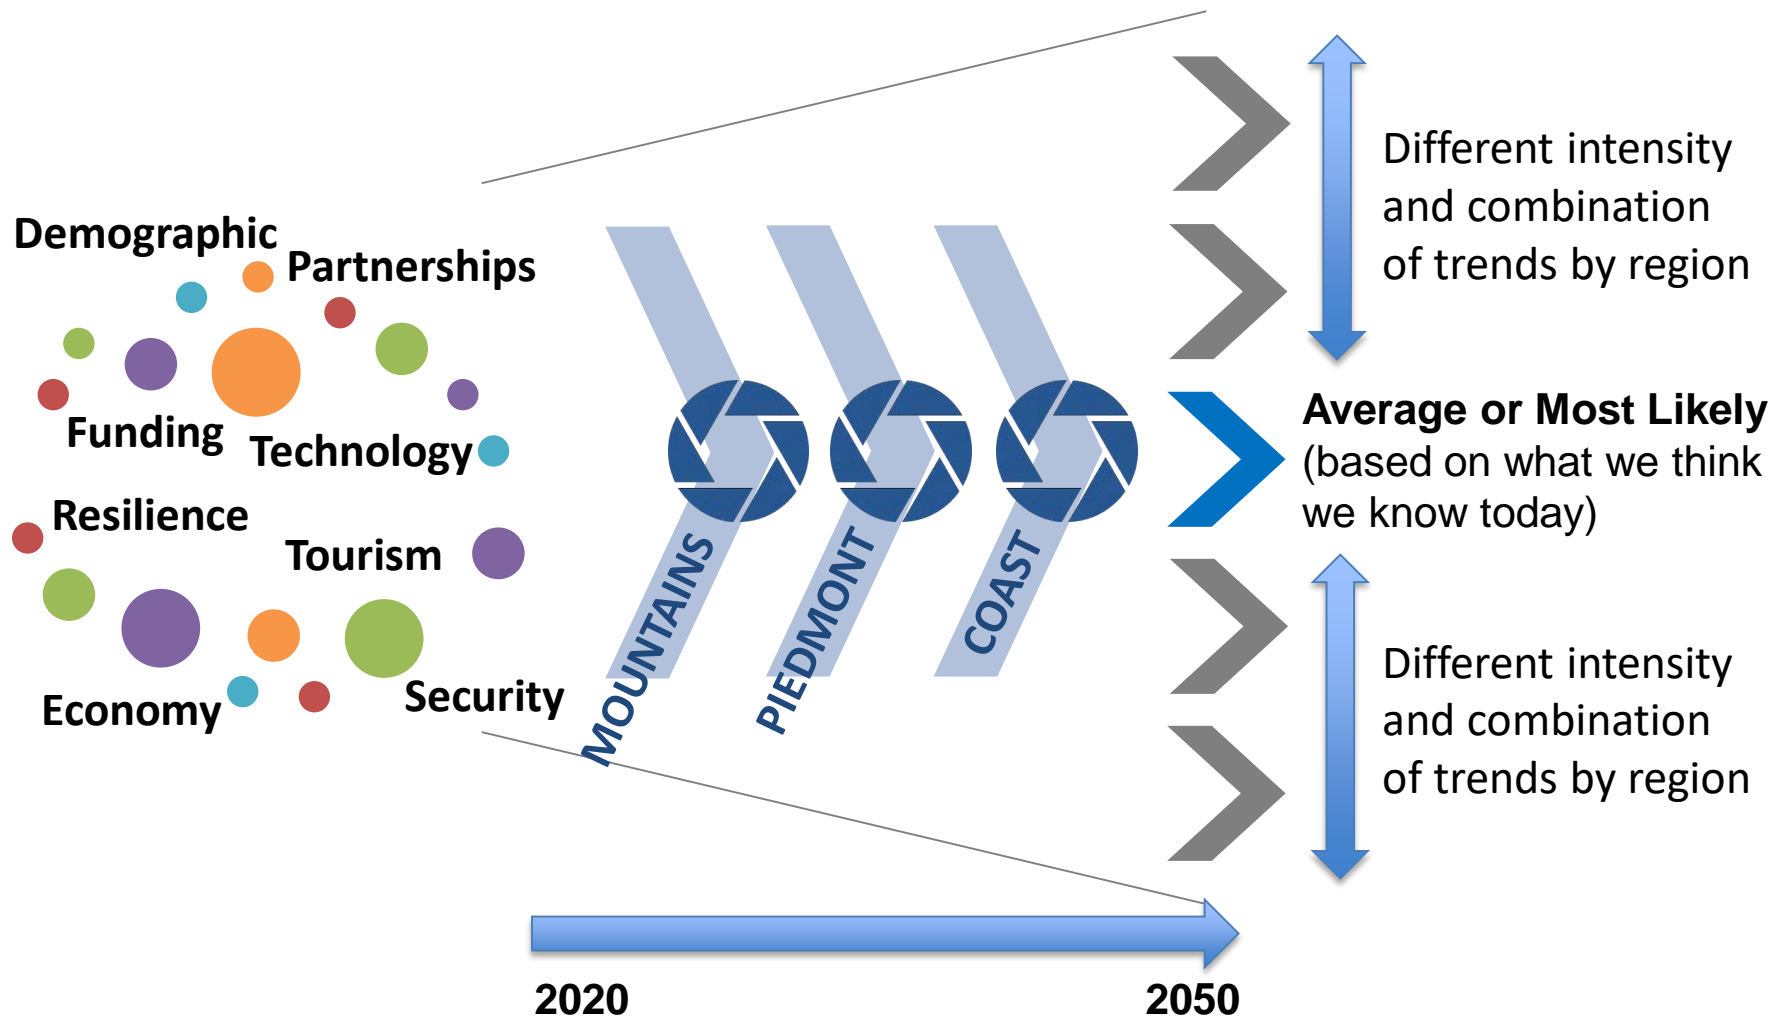 Demographic
Partnerships
Funding
Technology
Resilience
Tourism
Economy
Security
MOUNTAINS
PIEDMONT
COAST
Different intensity
and combination
of trends by region
Average or Most Likely
(based on what we think
we know today)
Different intensity
and combination
of trends by region
2020
2050